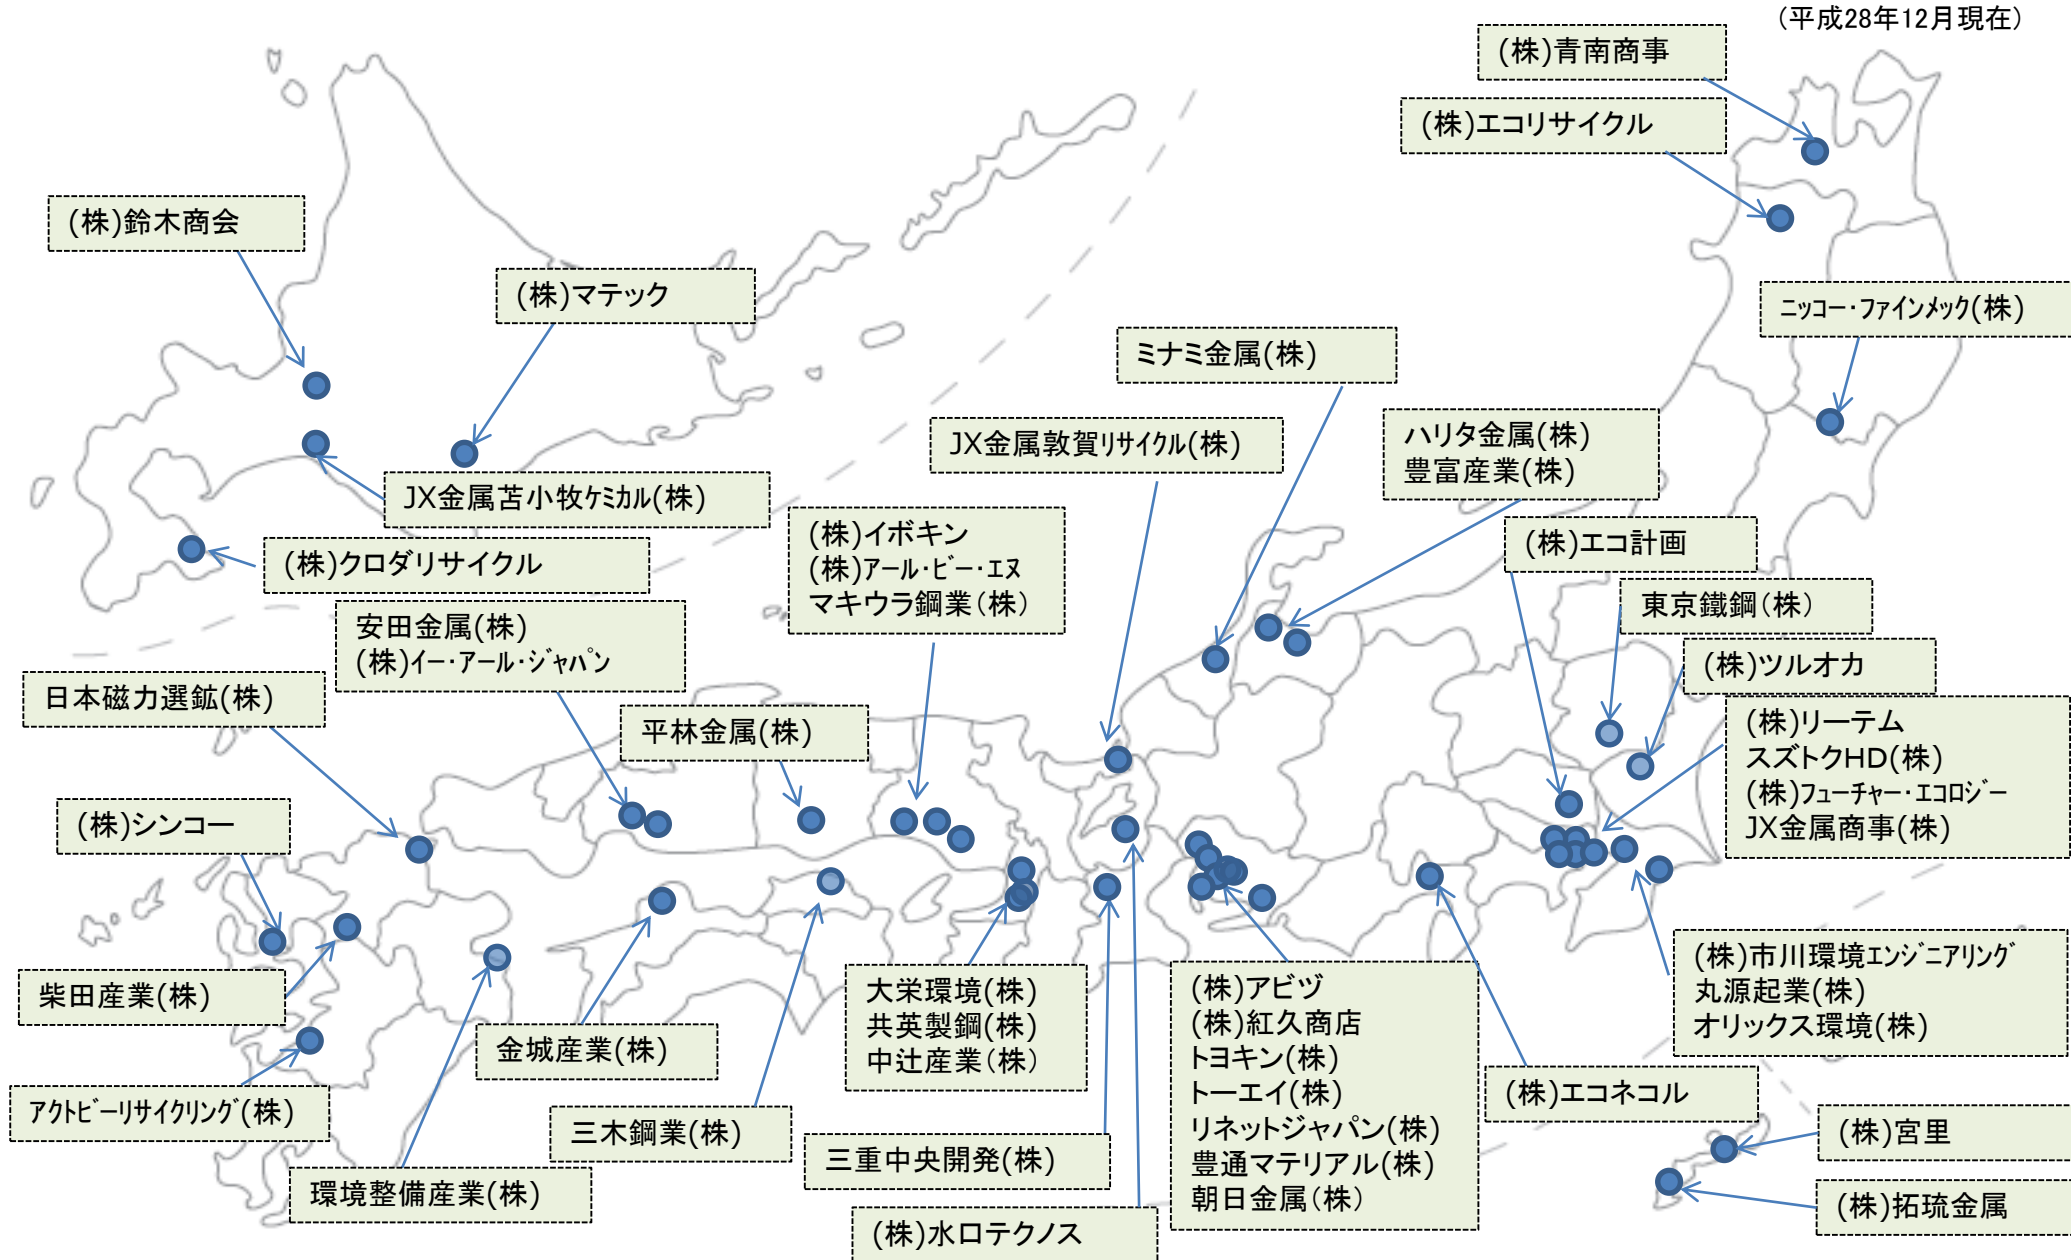 (平成28年12月現在)
(株)青南商事
(株)エコリサイクル
(株)鈴木商会
(株)マテック
ニッコー・ファインメック(株)
ミナミ金属(株)
JX金属敦賀リサイクル(株)
ハリタ金属(株)
豊富産業(株)
JX金属苫小牧ケミカル(株)
(株)クロダリサイクル
(株)イボキン
(株)アール・ビー・エヌ
マキウラ鋼業(株)
(株)エコ計画
東京鐵鋼(株)
安田金属(株)
(株)イー・アール・ジャパン
(株)ツルオカ
日本磁力選鉱(株)
平林金属(株)
(株)リーテム
スズトクHD(株)
(株)フューチャー・エコロジー
JX金属商事(株)
(株)シンコー
柴田産業(株)
(株)市川環境エンジニアリング
丸源起業(株)
オリックス環境(株)
大栄環境(株)
共英製鋼(株)
中辻産業(株)
(株)アビヅ
(株)紅久商店
トヨキン(株)
トーエイ(株)
リネットジャパン(株)
豊通マテリアル(株)
朝日金属(株)
金城産業(株)
(株)エコネコル
アクトビーリサイクリング(株)
三木鋼業(株)
三重中央開発(株)
(株)宮里
環境整備産業(株)
(株)拓琉金属
(株)水口テクノス